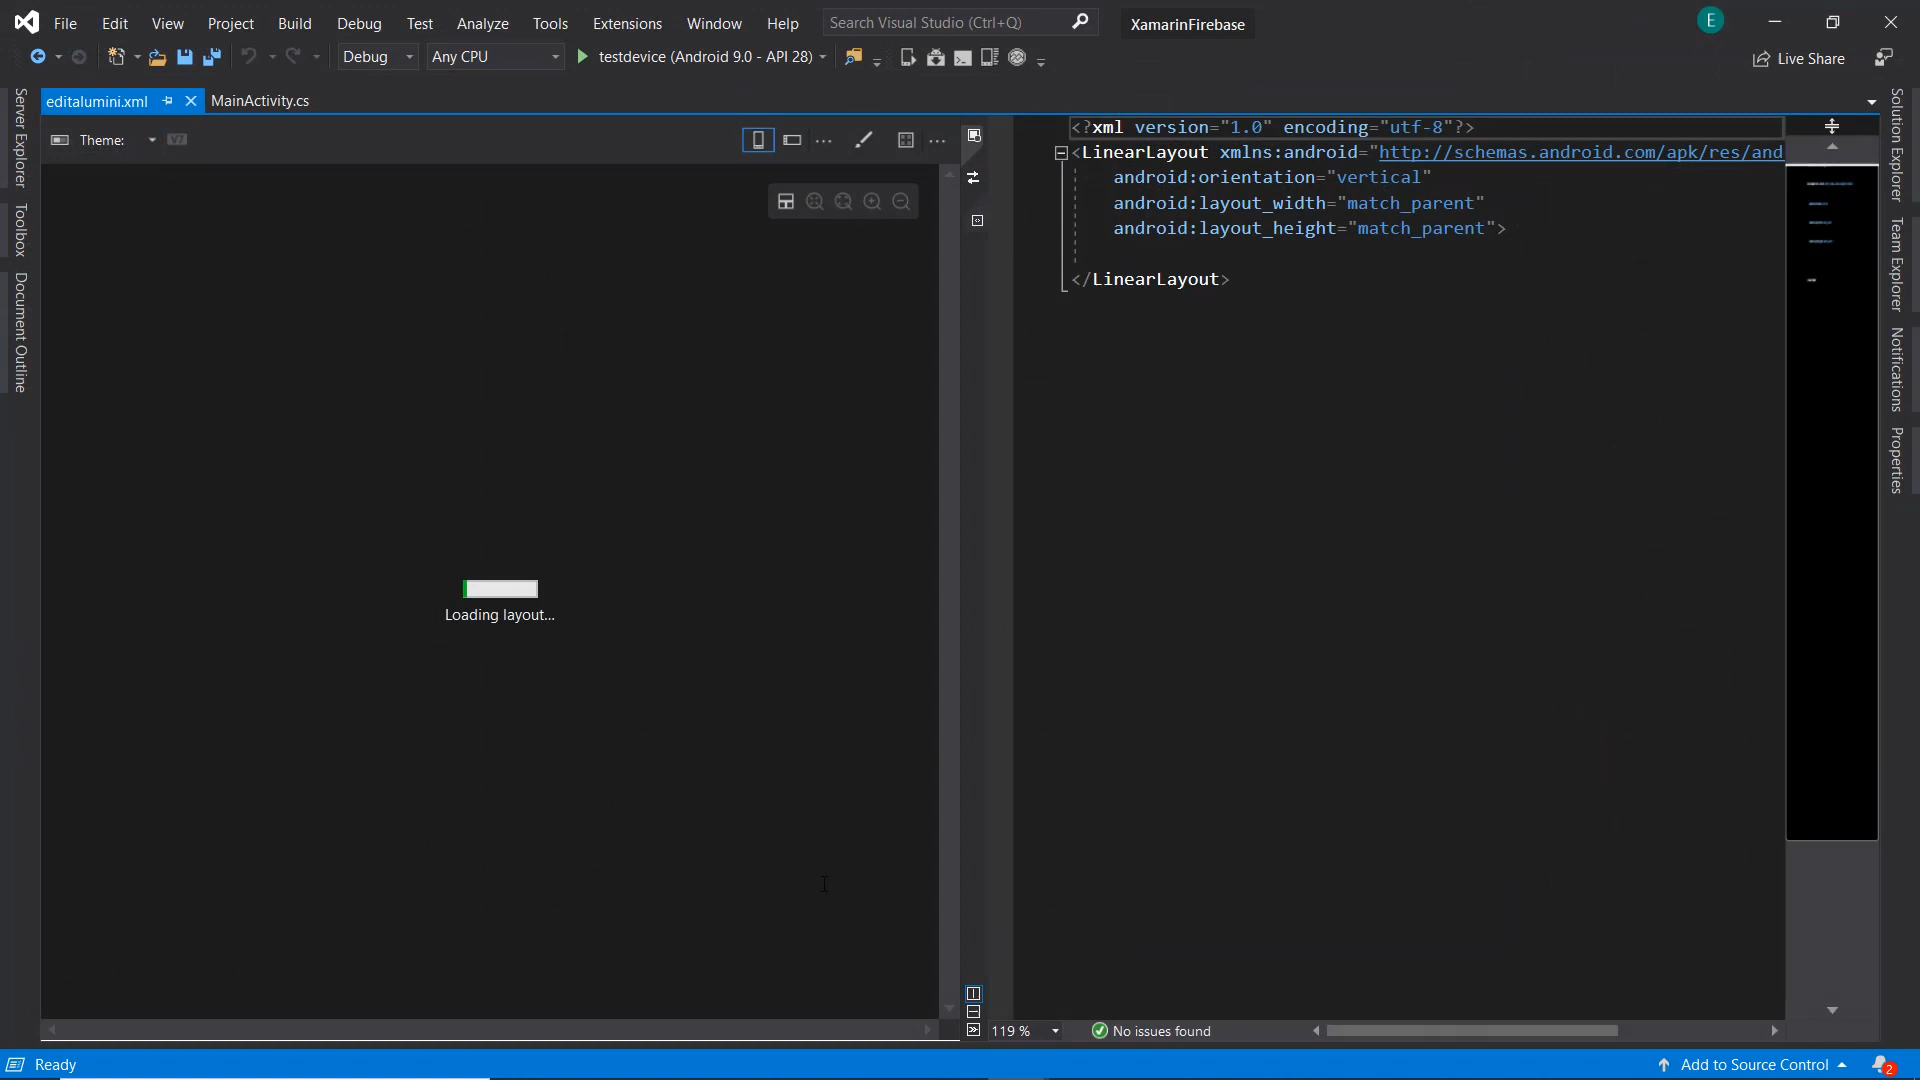 File Edit View Project Build Debug Test Analyze Tools Extensions Window Help Search Visual Studio (Ctrl+Q) XamarinFirebase E
Debug Any CPU testdevice (Android 9.0 - API 28) Live Share
editalumini.xml MainActivity.cs
Theme: V7
Server Explorer
Toolbox
Document Outline
Loading layout...
<?xml version="1.0" encoding="utf-8"?>
<LinearLayout xmlns:android="http://schemas.android.com/apk/res/and
android:orientation="vertical"
android:layout_width="match_parent"
android:layout_height="match_parent">
</LinearLayout>
Solution Explorer
Team Explorer
Notifications
Properties
119 % No issues found
Ready Add to Source Control 2